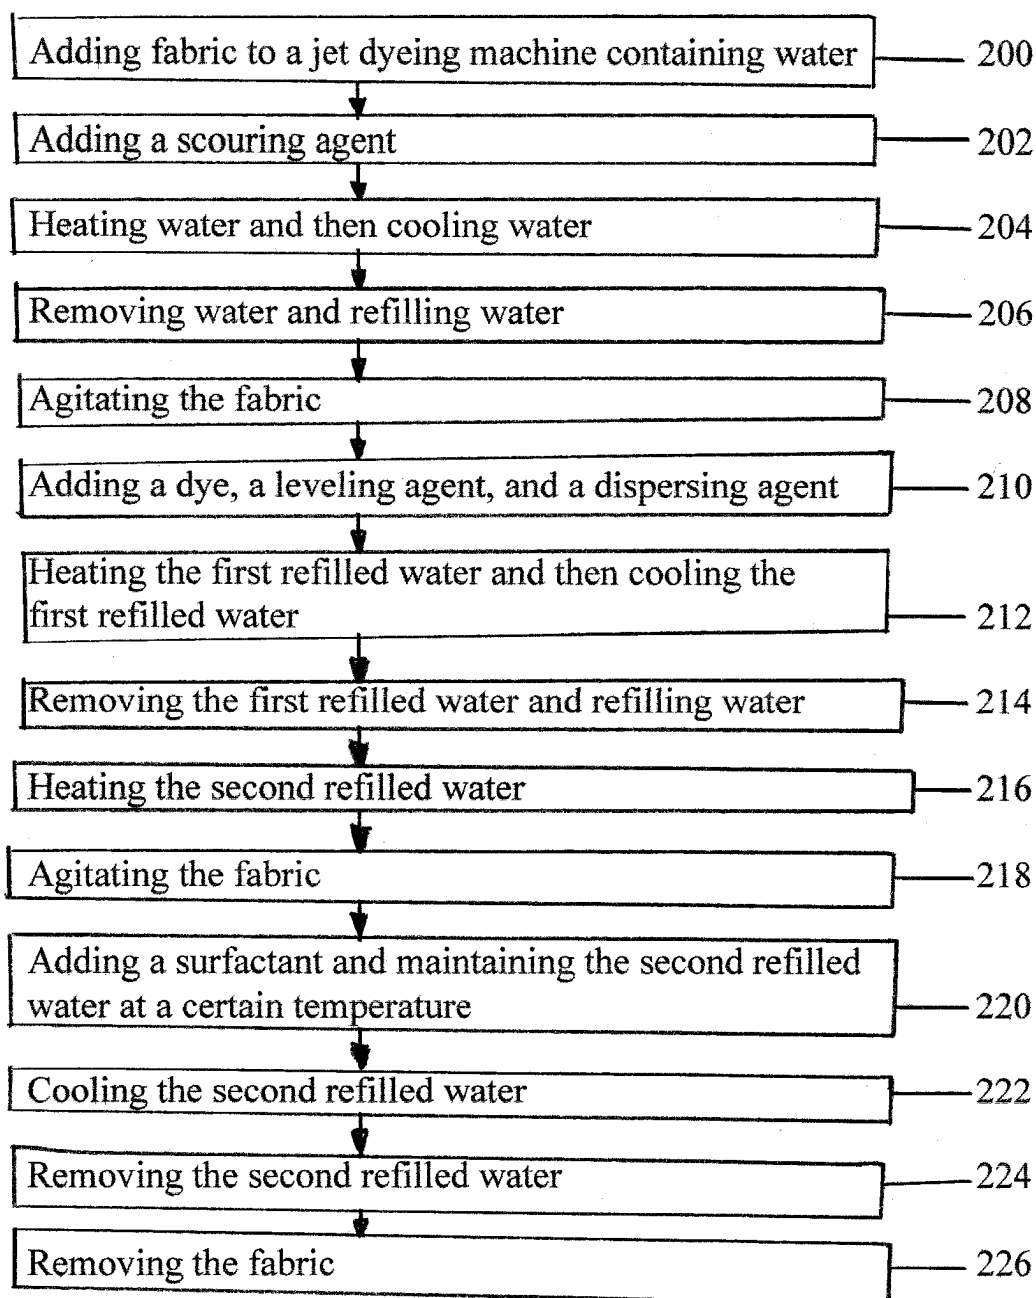 Adding fabric to a jet dyeing machine containing water 200
Adding a scouring agent 202
Heating water and then cooling water 204
Removing water and refilling water 206
Agitating the fabric 208
Adding a dye, a leveling agent, and a dispersing agent 210
Heating the first refilled water and then cooling the
first refilled water 212
Removing the first refilled water and refilling water 214
Heating the second refilled water 216
Agitating the fabric 218
Adding a surfactant and maintaining the second refilled
water at a certain temperature 220
Cooling the second refilled water 222
Removing the second refilled water 224
Removing the fabric 226